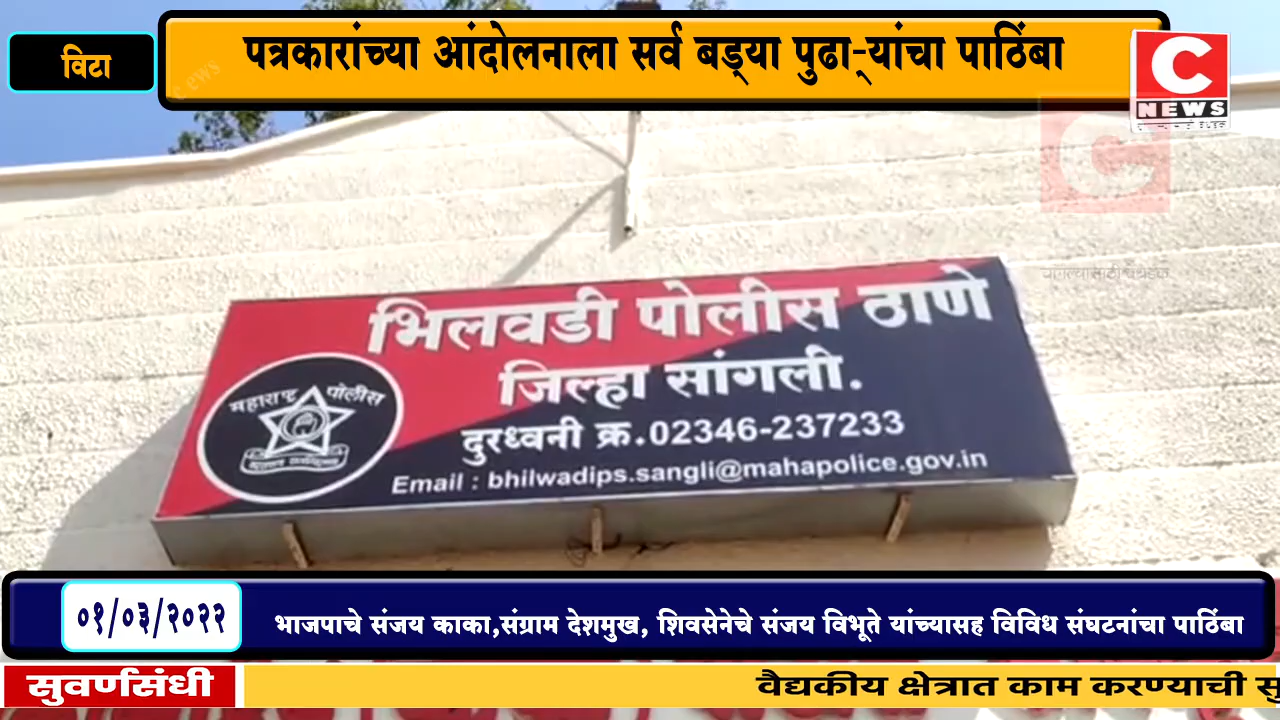 विटा
पत्रकारांच्या आंदोलनाला सर्व बड्या पुढाऱ्यांचा पाठिंबा
C
NEWS
C
भिलवडी पोलीस ठाणे
जिल्हा सांगली.
महाराष्ट्र पोलीस
दुरध्वनी क्र.02346-237233
Email : bhilwadips.sangli@mahapolice.gov.in
०१/०३/२०२२
भाजपाचे संजय काका,संग्राम देशमुख, शिवसेनेचे संजय विभूते यांच्यासह विविध संघटनांचा पाठिंबा
सुवर्णसंधी
वैद्यकीय क्षेत्रात काम करण्याची